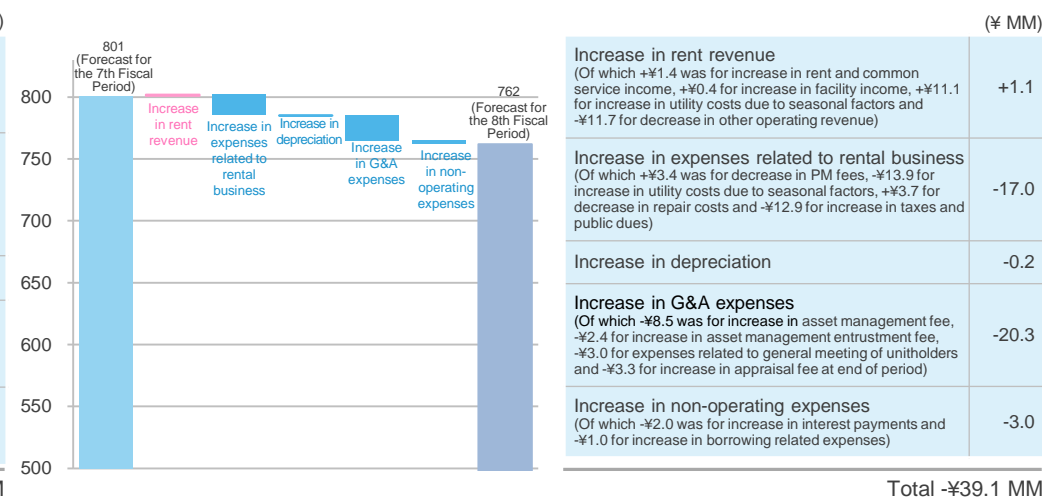 )
(¥ MM)
801
(Forecast for
the 7th Fiscal
Period)
762
(Forecast for
the 8th Fiscal
Period)
800
750
700
650
600
550
500
Increase
in rent
revenue
Increase in
expenses
related to
rental
business
Increase in
depreciation
Increase
in G&A
expenses
Increase
in non-
operating
expenses
Increase in rent revenue
(Of which +¥1.4 was for increase in rent and common
service income, +¥0.4 for increase in facility income, +¥11.1
for increase in utility costs due to seasonal factors and
-¥11.7 for decrease in other operating revenue)
+1.1
Increase in expenses related to rental business
(Of which +¥3.4 was for decrease in PM fees, -¥13.9 for
increase in utility costs due to seasonal factors, +¥3.7 for
decrease in repair costs and -¥12.9 for increase in taxes and
public dues)
-17.0
Increase in depreciation
-0.2
Increase in G&A expenses
(Of which -¥8.5 was for increase in asset management fee,
-¥2.4 for increase in asset management entrustment fee,
-¥3.0 for expenses related to general meeting of unitholders
and -¥3.3 for increase in appraisal fee at end of period)
-20.3
Increase in non-operating expenses
(Of which -¥2.0 was for increase in interest payments and
-¥1.0 for increase in borrowing related expenses)
-3.0
Total -¥39.1 MM